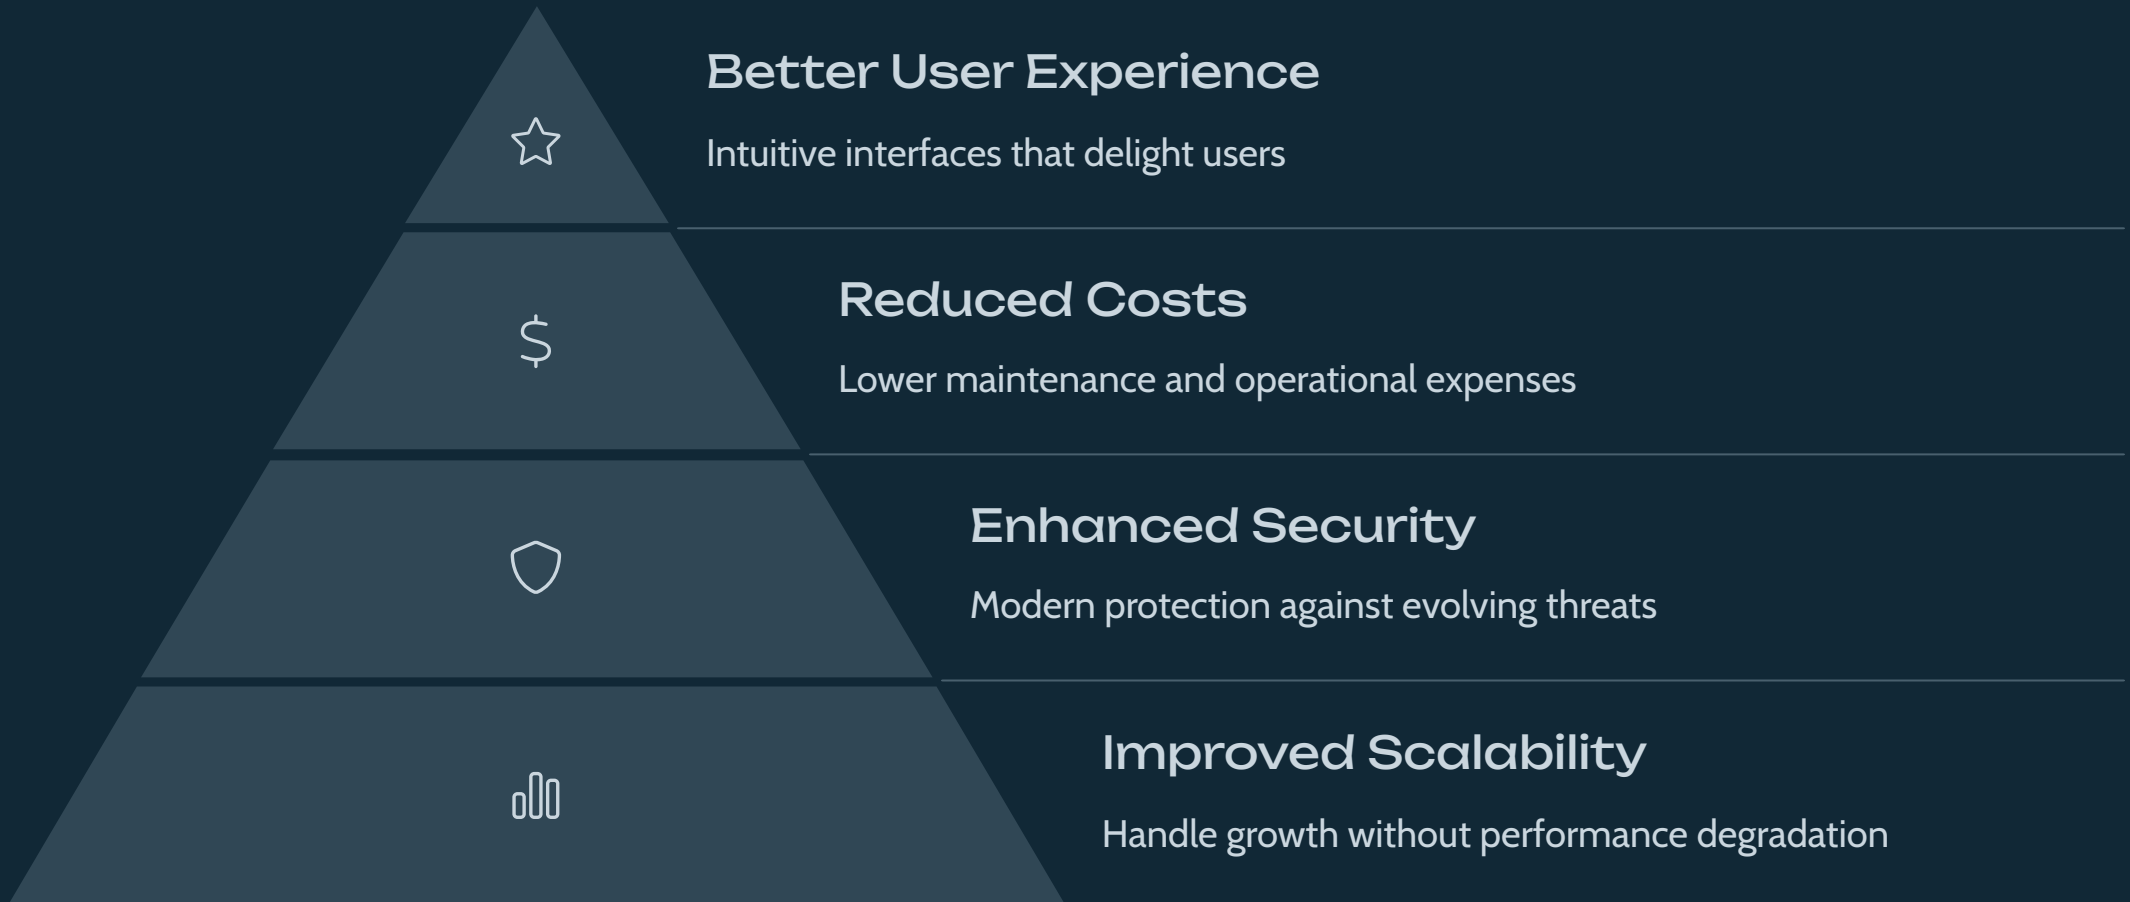 Better User Experience
Intuitive interfaces that delight users
Reduced Costs
Lower maintenance and operational expenses
Enhanced Security
Modern protection against evolving threats
Improved Scalability
Handle growth without performance degradation